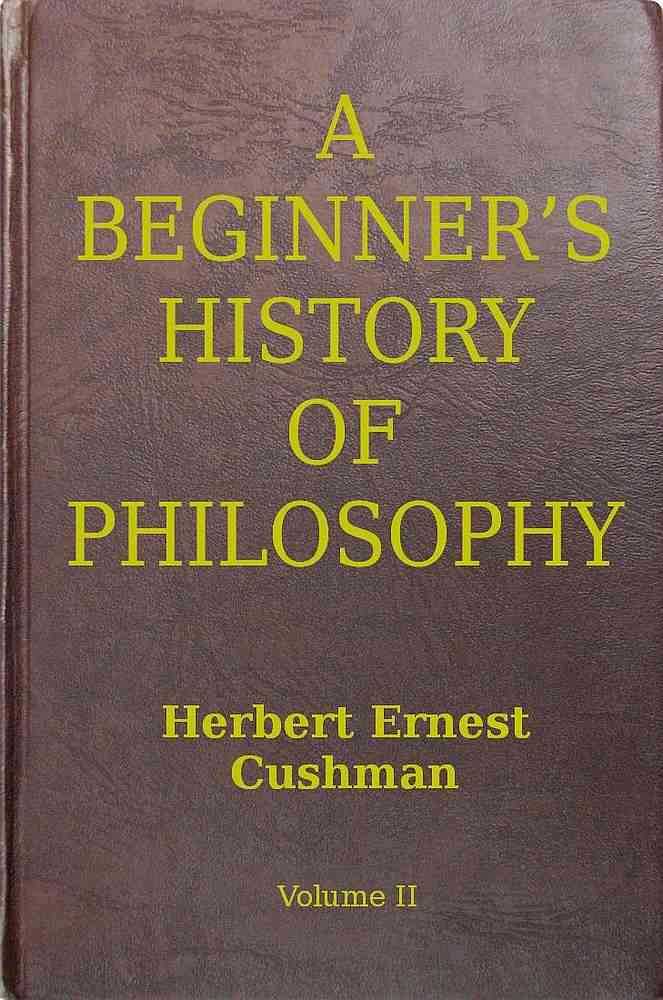 A
BEGINNER’S
HISTORY
OF
PHILOSOPHY
Herbert Ernest
Cushman
Volume II